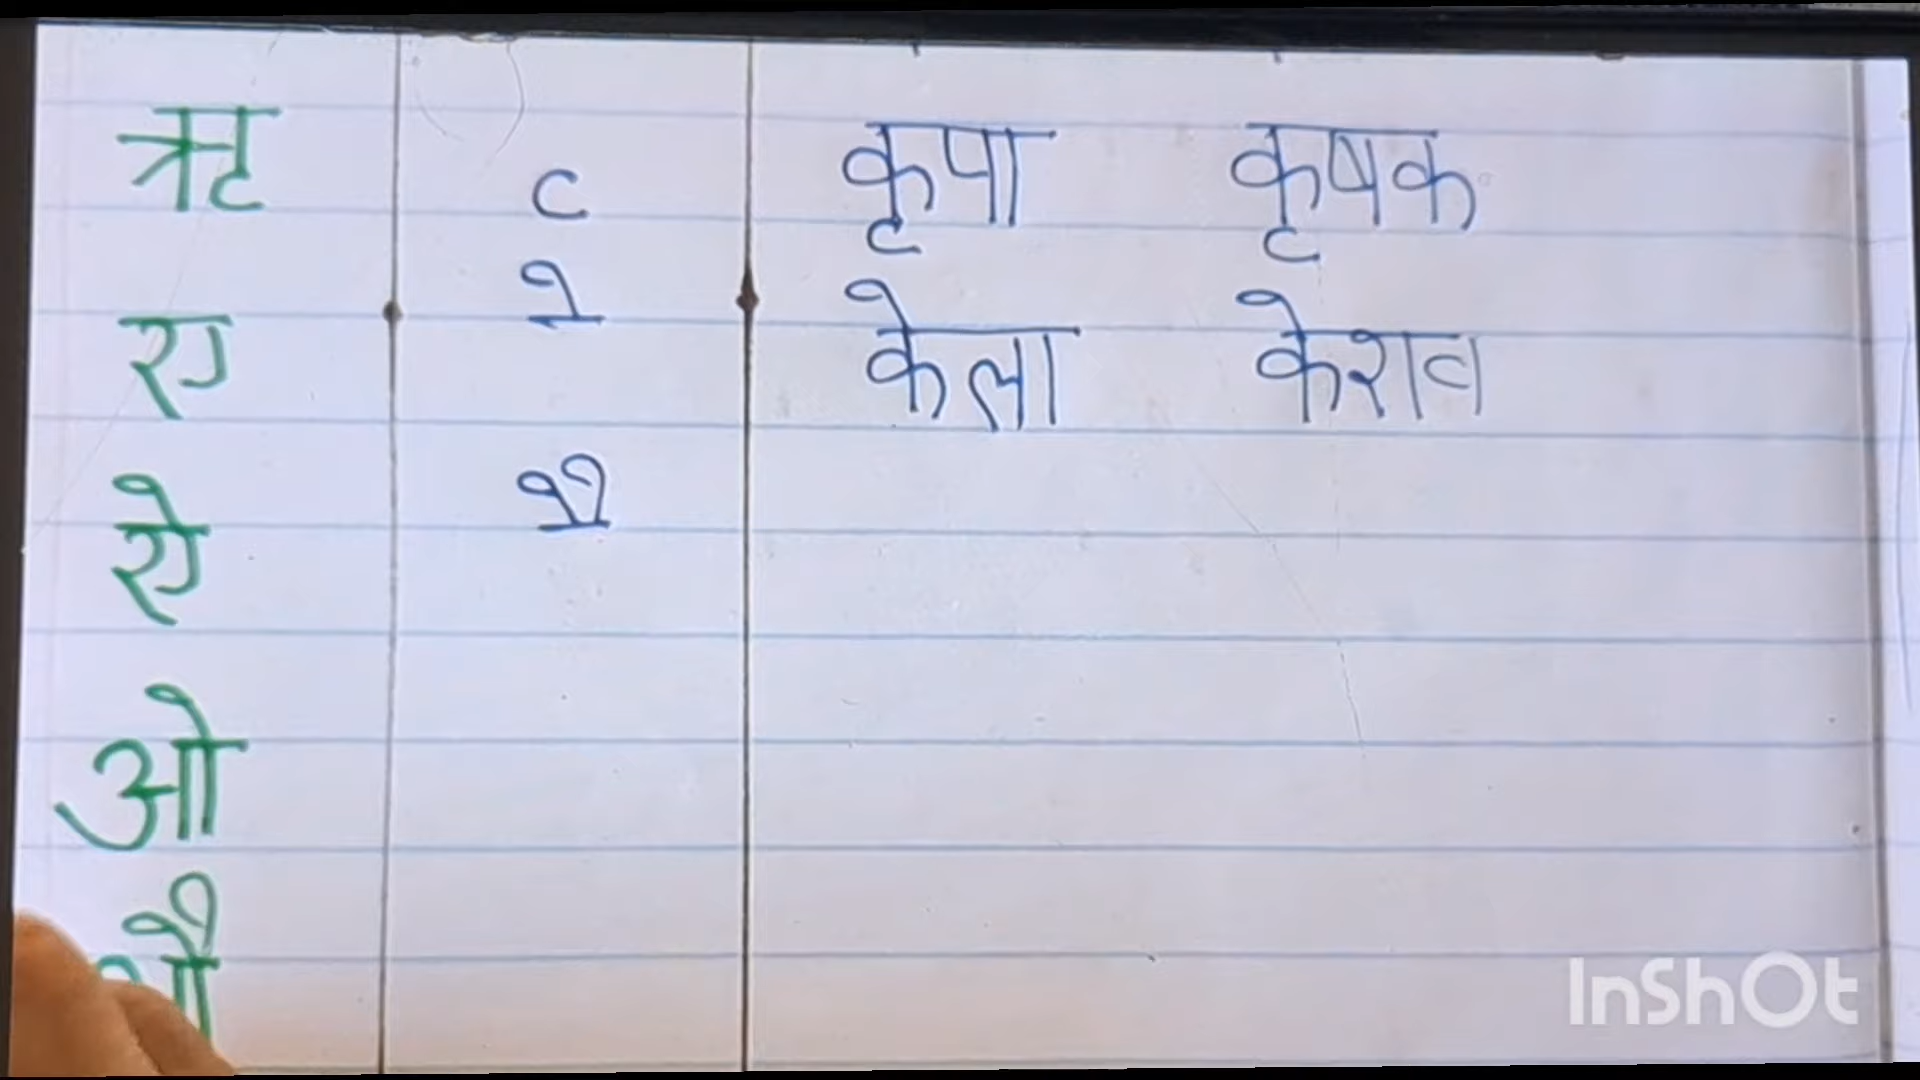 ऋ ृ कृपा कृषक
ए े केला केशव
ऐ ै
ओ
औ
InShOt